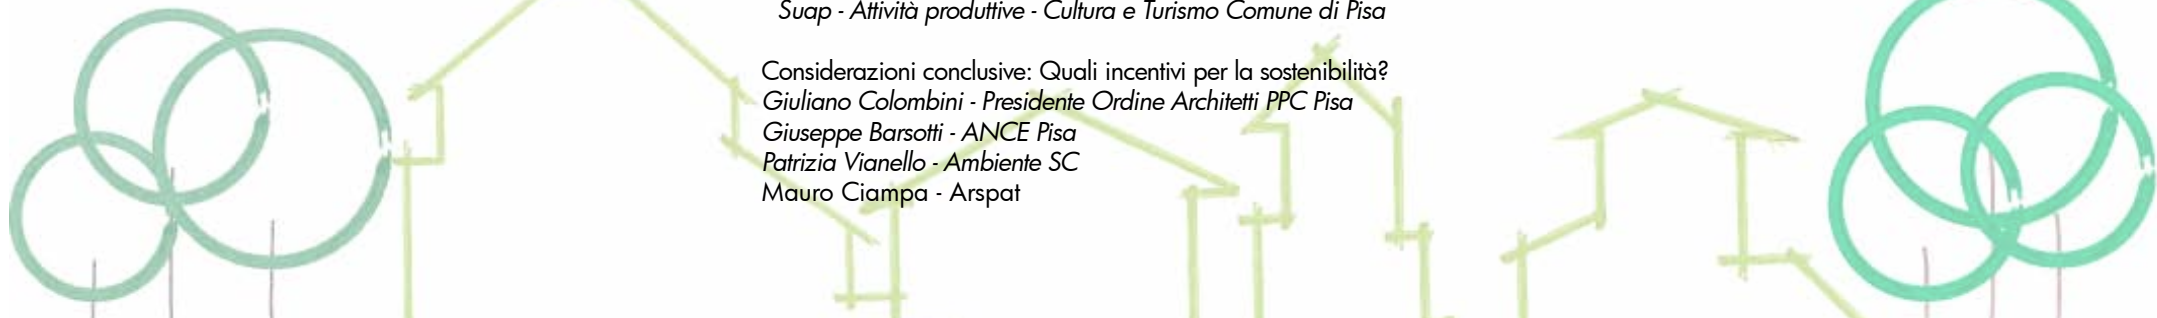 Suap - Attività produttive - Cultura e Turismo Comune di Pisa
Considerazioni conclusive: Quali incentivi per la sostenibilità?
Giuliano Colombini - Presidente Ordine Architetti PPC Pisa
Giuseppe Barsotti - ANCE Pisa
Patrizia Vianello - Ambiente SC
Mauro Ciampa - Arspat